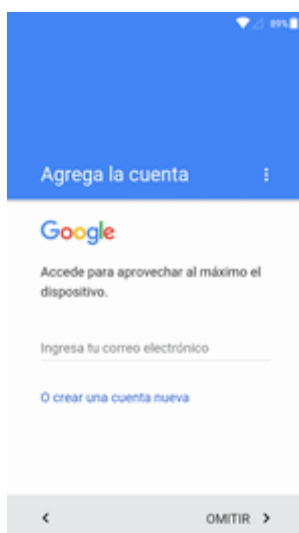 89%
Agrega la cuenta
Google
Accede para aprovechar al máximo el
dispositivo.
Ingresa tu correo electrónico
O crear una cuenta nueva
OMITIR